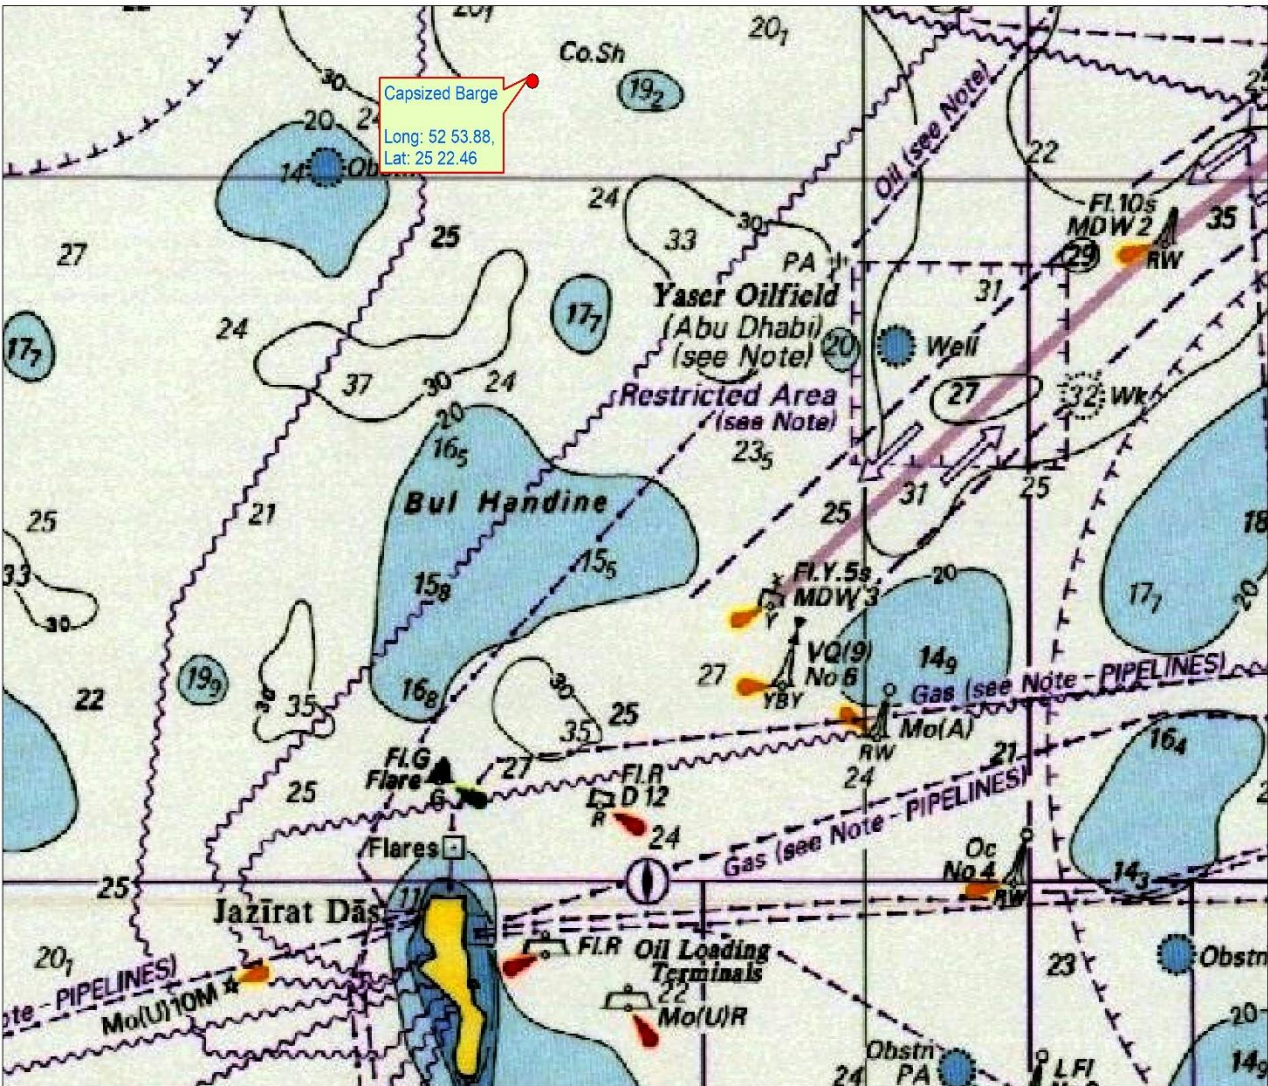 20₁
20₁
Co.Sh
19₂
30
20
24
14
Capsized Barge
Long: 52 53.88,
Lat: 25 22.46
Oil (see Note)
22
24
33
30
25
27
Fl.10s
MDW 2
35
29
RW
PA
31
Yaser Oilfield
(Abu Dhabi)
(see Note)
20
Well
17₇
17₇
24
37
30
24
Restricted Area
(see Note)
27
32
Wk
20
16₅
23₅
Bul Handine
21
25
31
25
25
18
33
30
15₈
15₅
Fl.Y.5s
MDW 3
Y
20
17₇
20
VQ(9)
No 6
YBY
27
14₉
19₉
22
16₈
30
35
30
35
25
Gas (see Note - PIPELINES)
Mo(A)
RW
24
21
16₄
Fl.G
Flare
G
27
25
Fl.R
D 12
R
24
Flares
Gas (see Note - PIPELINES)
Oc
No 4
RW
14₃
25
11
Jazīrat Dās
Fl.R
Oil Loading
Terminals
22
Mo(U)R
20₁
ote - PIPELINES)
Mo(U)10M
23
Obstn
20
14₉
Obstn
PA
24
L Fl